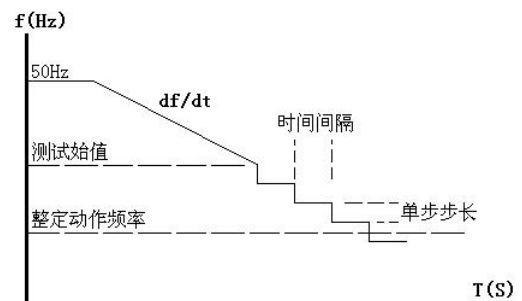 f(Hz)
50Hz
df/dt
时间间隔
测试始值
单步步长
整定动作频率
T(S)